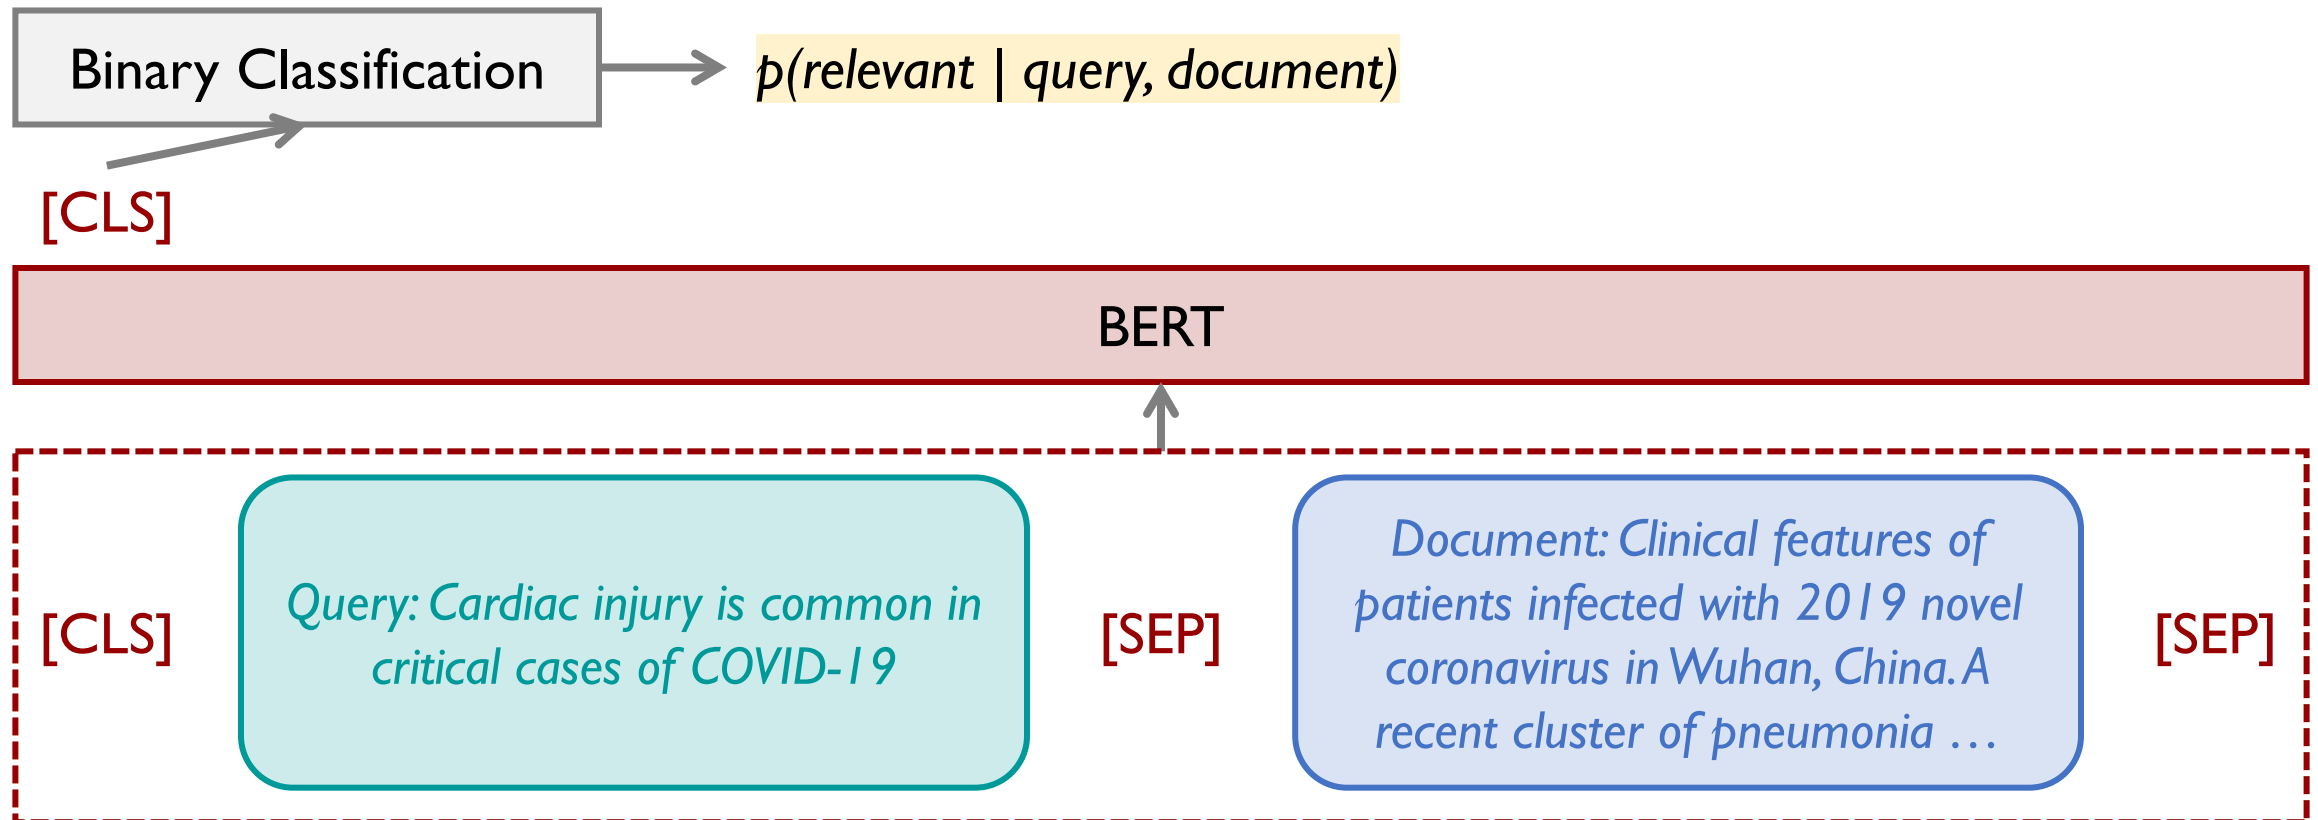 Binary Classification
p(relevant | query, document)
[CLS]
BERT
[CLS]
Query: Cardiac injury is common in
critical cases of COVID-19
[SEP]
Document: Clinical features of
patients infected with 2019 novel
coronavirus in Wuhan, China. A
recent cluster of pneumonia …
[SEP]